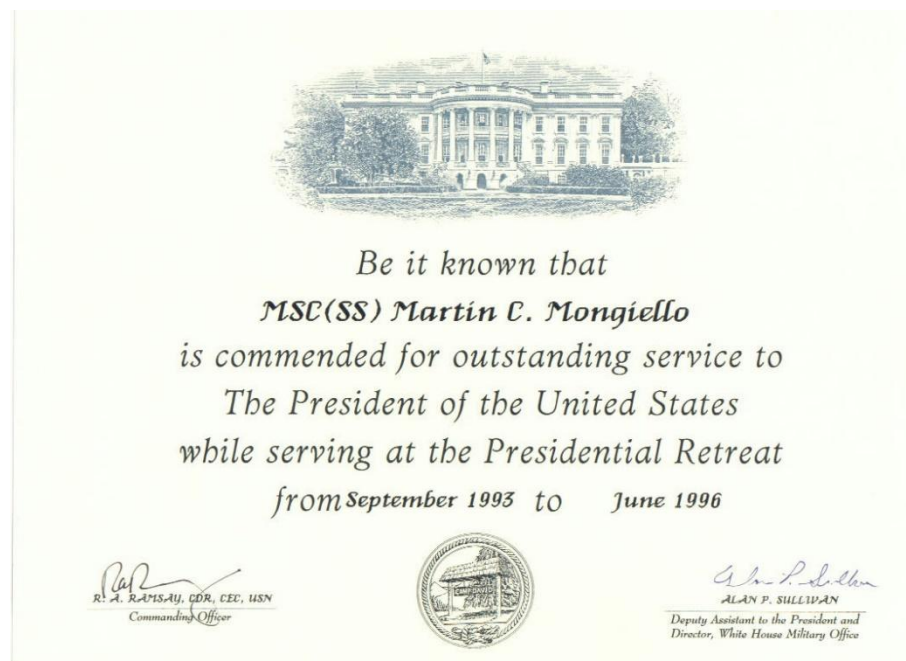 Be it known that
MSC(SS) Martin C. Mongiello
is commended for outstanding service to
The President of the United States
while serving at the Presidential Retreat
from September 1993 to June 1996
R. A. RAMSAY, CDR, CEC, USN
Commanding Officer
CAMP DAVID
ALAN P. SULLIVAN
Deputy Assistant to the President and
Director, White House Military Office